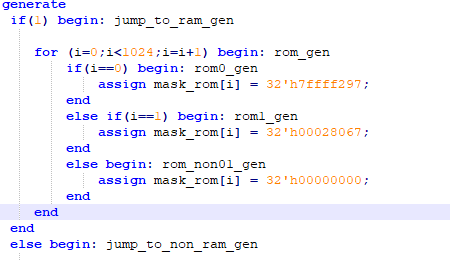 generate
if(1) begin: jump_to_ram_gen
for (i=0;i<1024;i=i+1) begin: rom_gen
if(i==0) begin: rom0_gen
assign mask_rom[i] = 32'h7ffff297;
end
else if(i==1) begin: rom1_gen
assign mask_rom[i] = 32'h00028067;
end
else begin: rom_non01_gen
assign mask_rom[i] = 32'h00000000;
end
end
end
else begin: jump_to_non_ram_gen